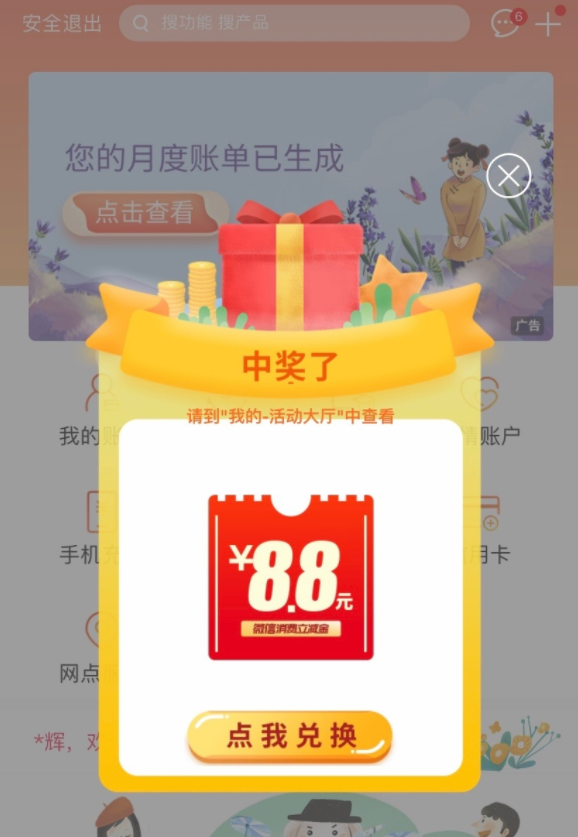 安全退出
搜功能 搜产品
6
您的月度账单已生成
点击查看
广告
中奖了
请到"我的-活动大厅"中查看
我的账
账户
¥8.8元
微信消费立减金
手机充
用卡
网点
点我兑换
*辉，欢